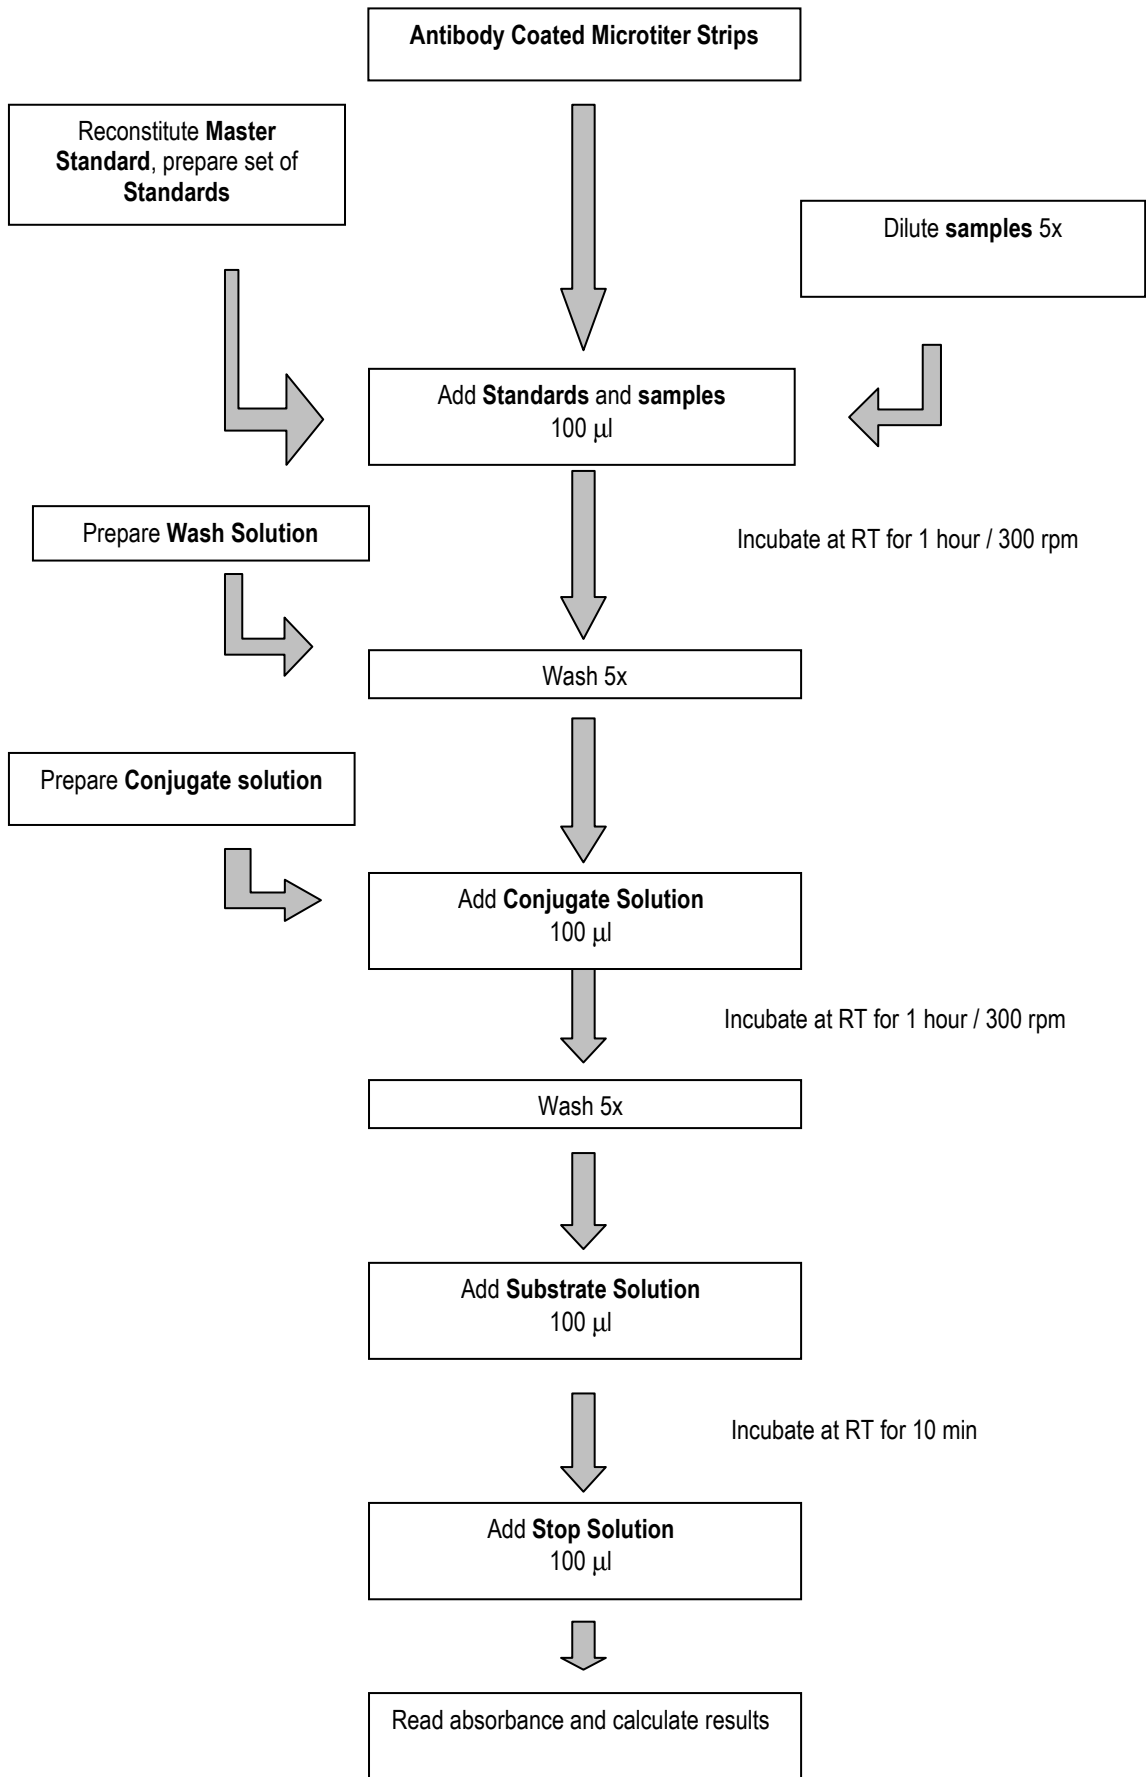 Antibody Coated Microtiter Strips
Reconstitute Master
Standard, prepare set of
Standards
Dilute samples 5x
Add Standards and samples
100 µl
Prepare Wash Solution
Incubate at RT for 1 hour / 300 rpm
Wash 5x
Prepare Conjugate solution
Add Conjugate Solution
100 µl
Incubate at RT for 1 hour / 300 rpm
Wash 5x
Add Substrate Solution
100 µl
Incubate at RT for 10 min
Add Stop Solution
100 µl
Read absorbance and calculate results